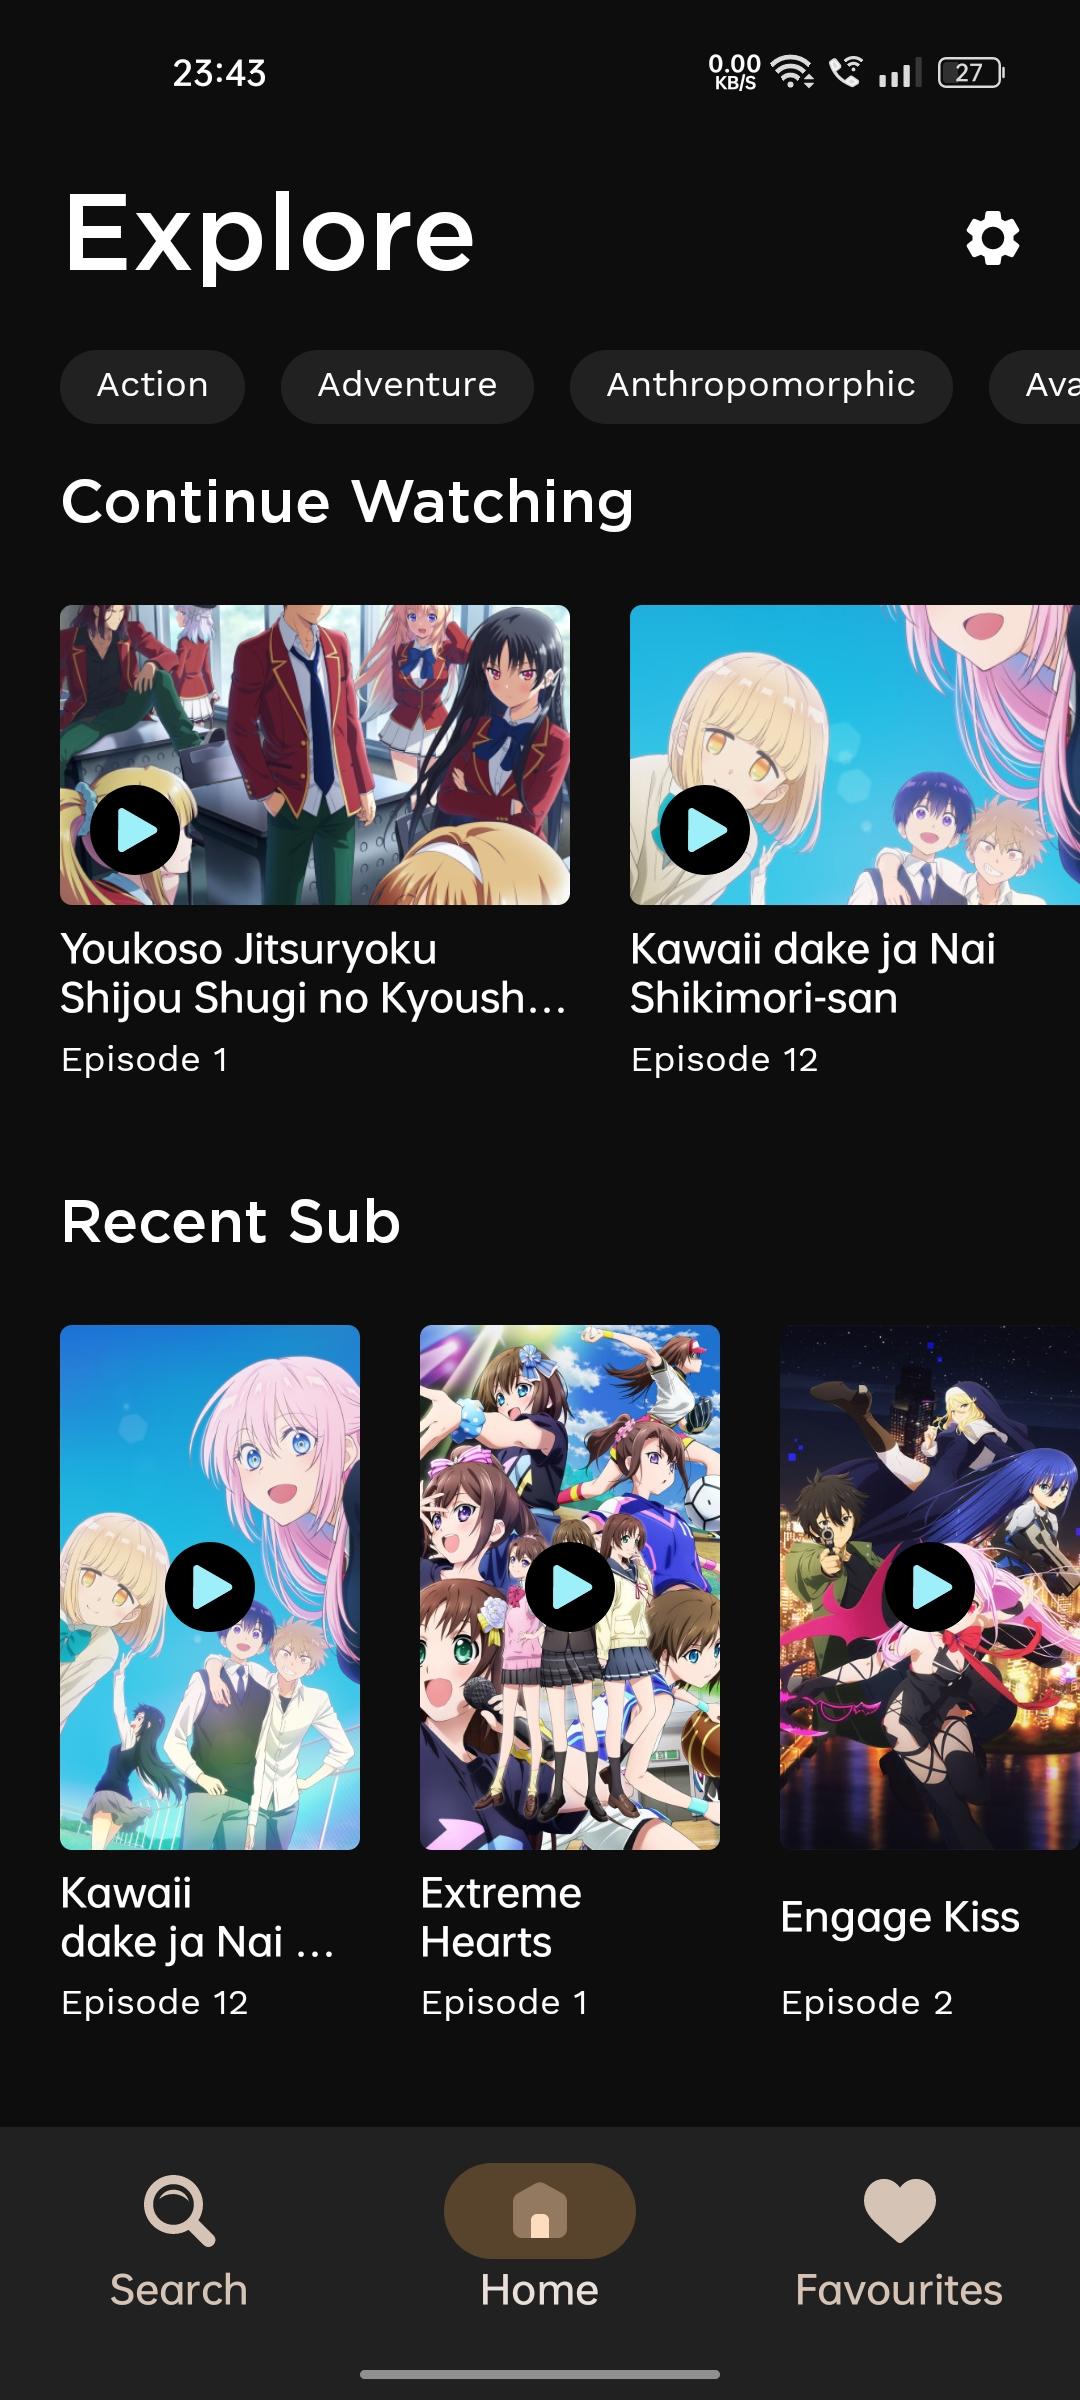 23:43
0.00
KB/S
27
Explore
Action
Adventure
Anthropomorphic
Ava
Continue Watching
Youkoso Jitsuryoku
Shijou Shugi no Kyoush...
Episode 1
Kawaii dake ja Nai
Shikimori-san
Episode 12
Recent Sub
Kawaii
dake ja Nai ...
Episode 12
Extreme
Hearts
Episode 1
Engage Kiss
Episode 2
Search
Home
Favourites